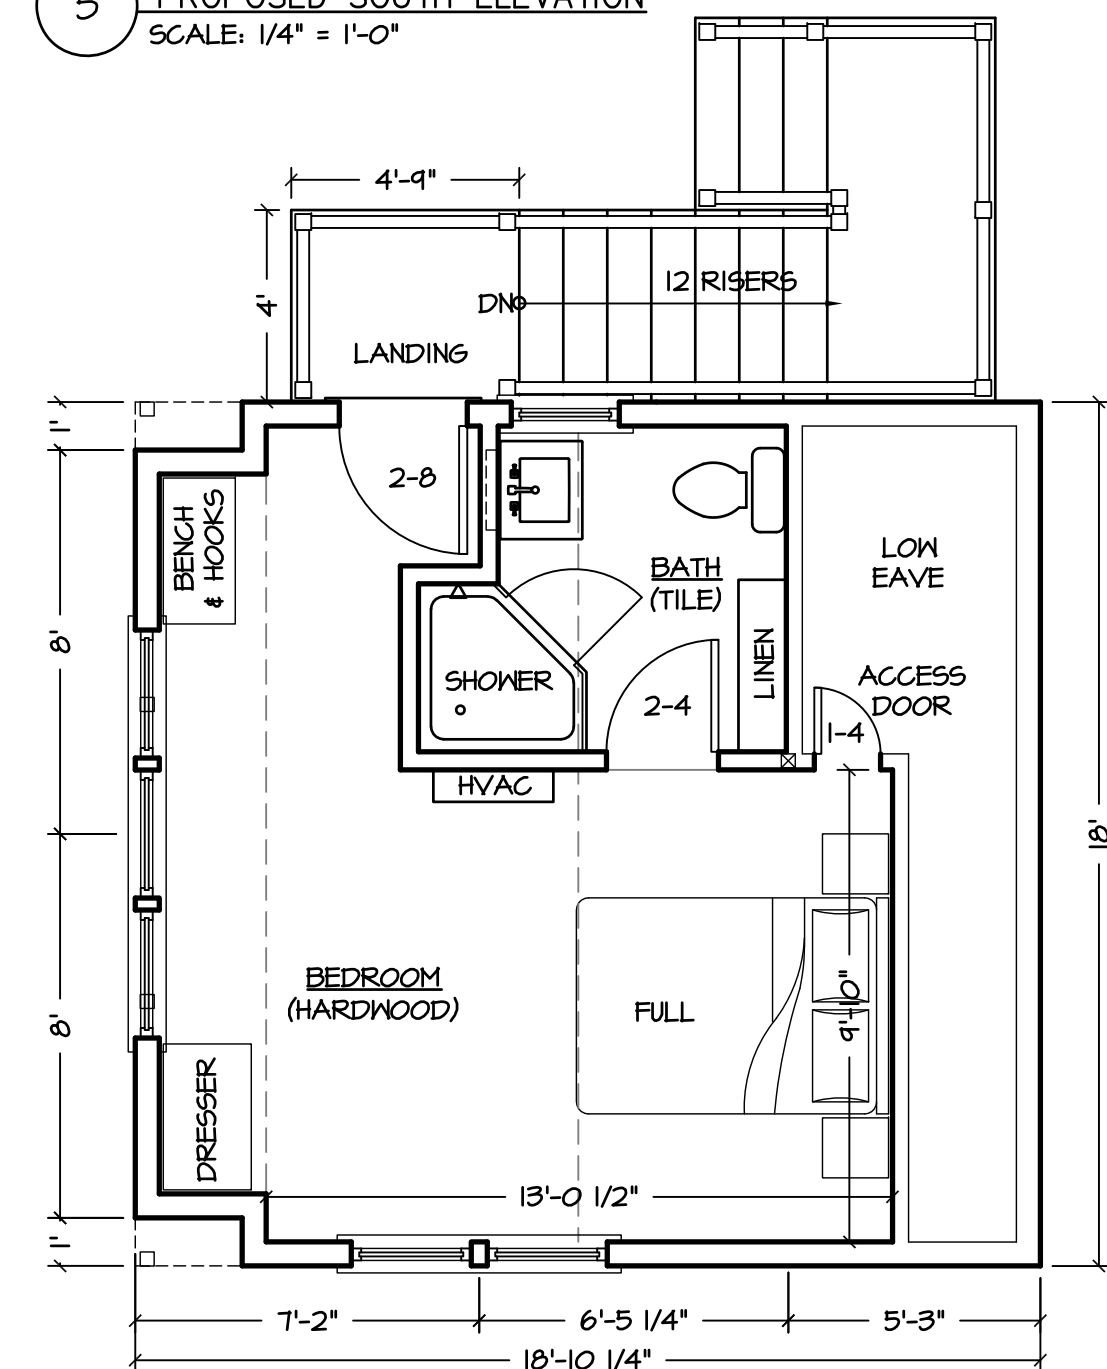 5
PROPOSED SOUTH ELEVATION
SCALE: 1/4" = 1'-0"
4'-9"
4'
12 RISERS
DN
LANDING
1'
2-8
BENCH
& HOOKS
LOW
EAVE
BATH
(TILE)
8'
SHOWER
LINEN
ACCESS
DOOR
2-4
1-4
HVAC
18'
BEDROOM
(HARDWOOD)
FULL
9'-10"
8'
DRESSER
13'-0 1/2"
1'
7'-2"
6'-5 1/4"
5'-3"
18'-10 1/4"